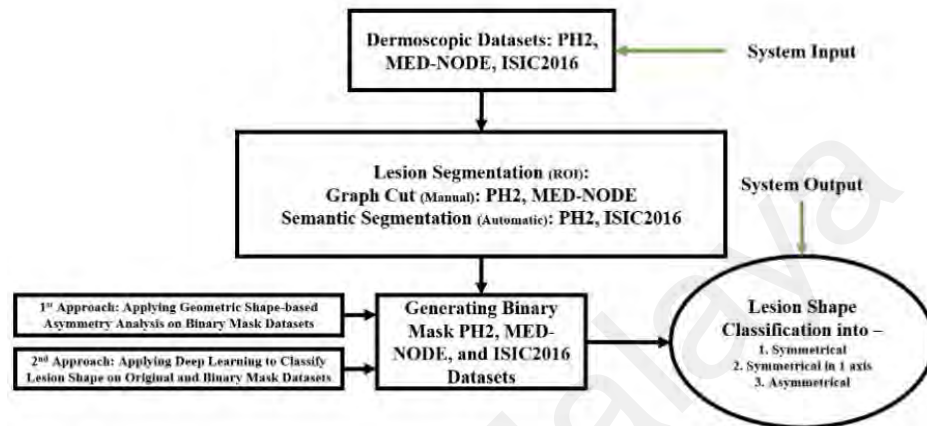 Dermoscopic Datasets: PH2,
MED-NODE, ISIC2016
System Input
Lesion Segmentation (ROI):
Graph Cut (Manual): PH2, MED-NODE
Semantic Segmentation (Automatic): PH2, ISIC2016
System Output
1st Approach: Applying Geometric Shape-based
Asymmetry Analysis on Binary Mask Datasets
2nd Approach: Applying Deep Learning to Classify
Lesion Shape on Original and Binary Mask Datasets
Generating Binary
Mask PH2, MED-
NODE, and ISIC2016
Datasets
Lesion Shape
Classification into –
1. Symmetrical
2. Symmetrical in 1 axis
3. Asymmetrical
alaya